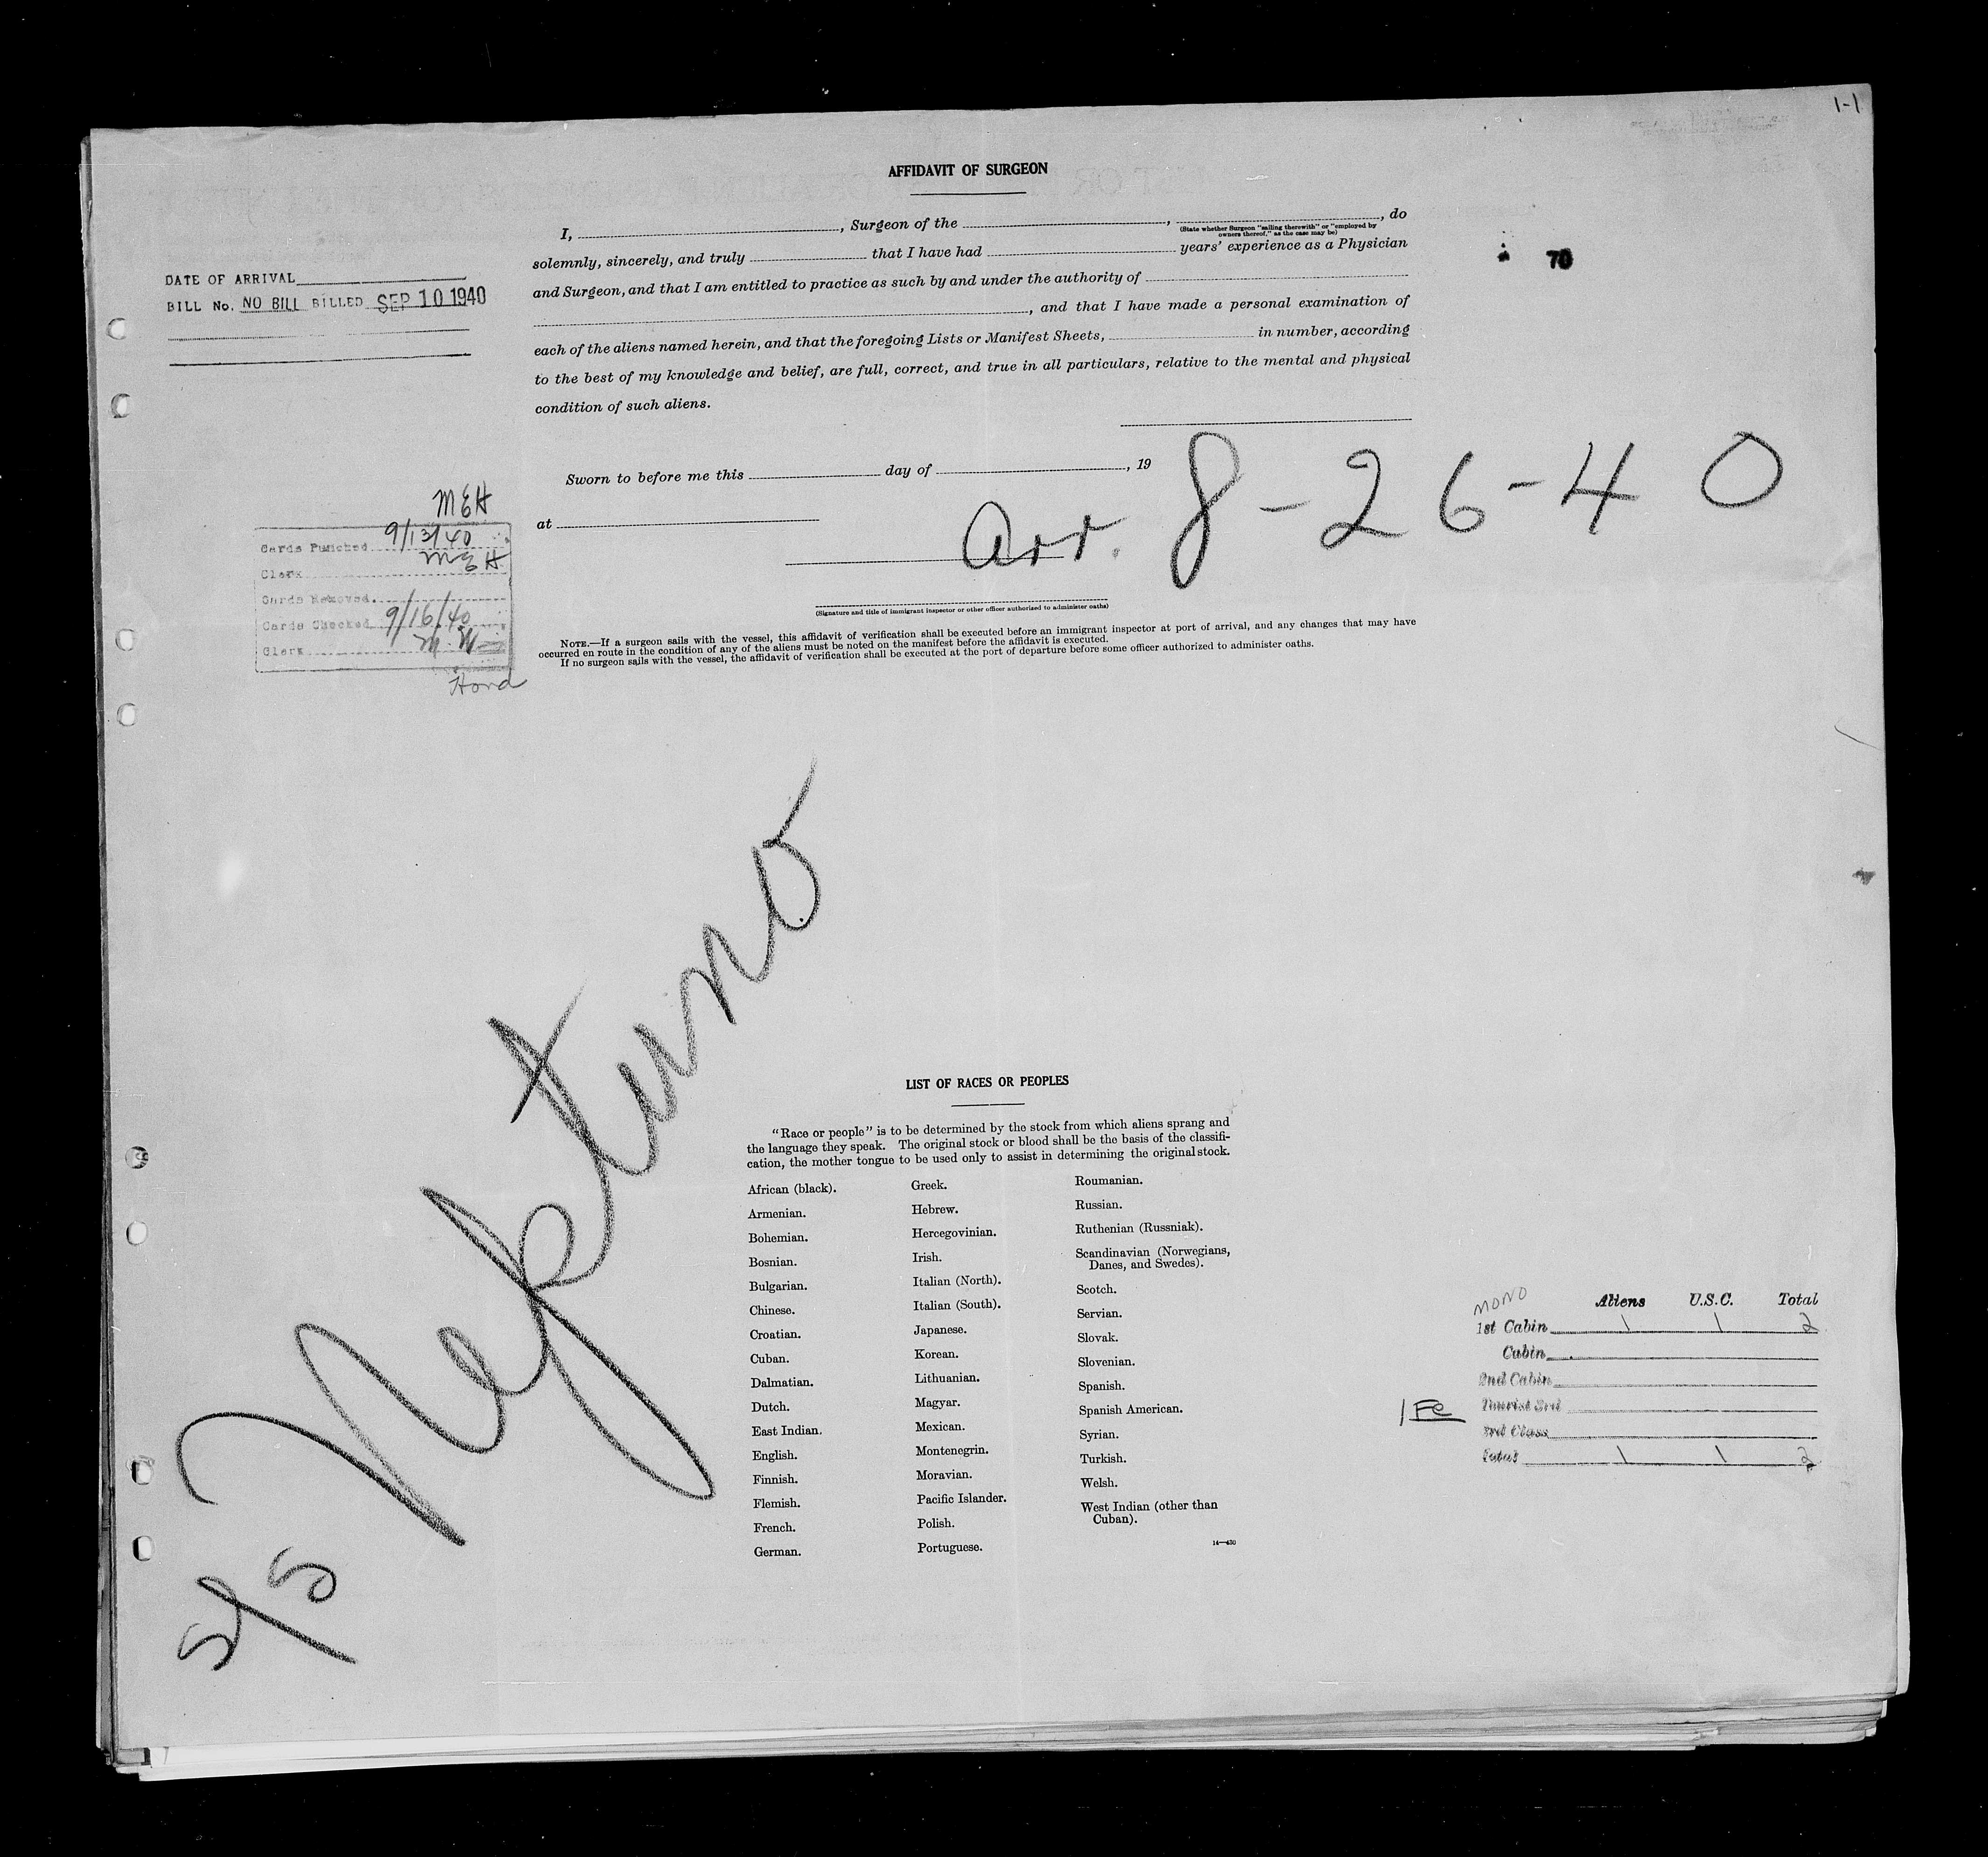 1-1
AFFIDAVIT OF SURGEON
I, , Surgeon of the , , do
(State whether Surgeon "sailing therewith" or "employed by
owners thereof," as the case may be)
solemnly, sincerely, and truly that I have had years' experience as a Physician
and Surgeon, and that I am entitled to practice as such by and under the authority of
, and that I have made a personal examination of
each of the aliens named herein, and that the foregoing Lists or Manifest Sheets, in number, according
to the best of my knowledge and belief, are full, correct, and true in all particulars, relative to the mental and physical
condition of such aliens.
70
DATE OF ARRIVAL
BILL No. NO BILL BILLED SEP 10 1940
Sworn to before me this day of , 19
at
Arr. 8-26-40
(Signature and title of immigrant inspector or other officer authorized to administer oaths)
NOTE.—If a surgeon sails with the vessel, this affidavit of verification shall be executed before an immigrant inspector at port of arrival, and any changes that may have
occurred en route in the condition of any of the aliens must be noted on the manifest before the affidavit is executed.
If no surgeon sails with the vessel, the affidavit of verification shall be executed at the port of departure before some officer authorized to administer oaths.
MEH
Cards Punched 9/13/40
Clerk MEH
Cards Removed
Cards Checked 9/16/40
Clerk
S/S Neptuno
LIST OF RACES OR PEOPLES
"Race or people" is to be determined by the stock from which aliens sprang and
the language they speak. The original stock or blood shall be the basis of the classifi-
cation, the mother tongue to be used only to assist in determining the original stock.
African (black).
Armenian.
Bohemian.
Bosnian.
Bulgarian.
Chinese.
Croatian.
Cuban.
Dalmatian.
Dutch.
East Indian.
English.
Finnish.
Flemish.
French.
German.
Greek.
Hebrew.
Hercegovinian.
Irish.
Italian (North).
Italian (South).
Japanese.
Korean.
Lithuanian.
Magyar.
Mexican.
Montenegrin.
Moravian.
Pacific Islander.
Polish.
Portuguese.
Roumanian.
Russian.
Ruthenian (Russniak).
Scandinavian (Norwegians,
Danes, and Swedes).
Scotch.
Servian.
Slovak.
Slovenian.
Spanish.
Spanish American.
Syrian.
Turkish.
Welsh.
West Indian (other than
Cuban).
14—430
MONO
Aliens U.S.C. Total
1st Cabin 1 1 2
Cabin
2nd Cabin
Tourist 3rd
3rd Class
1 1 2
1 Fe